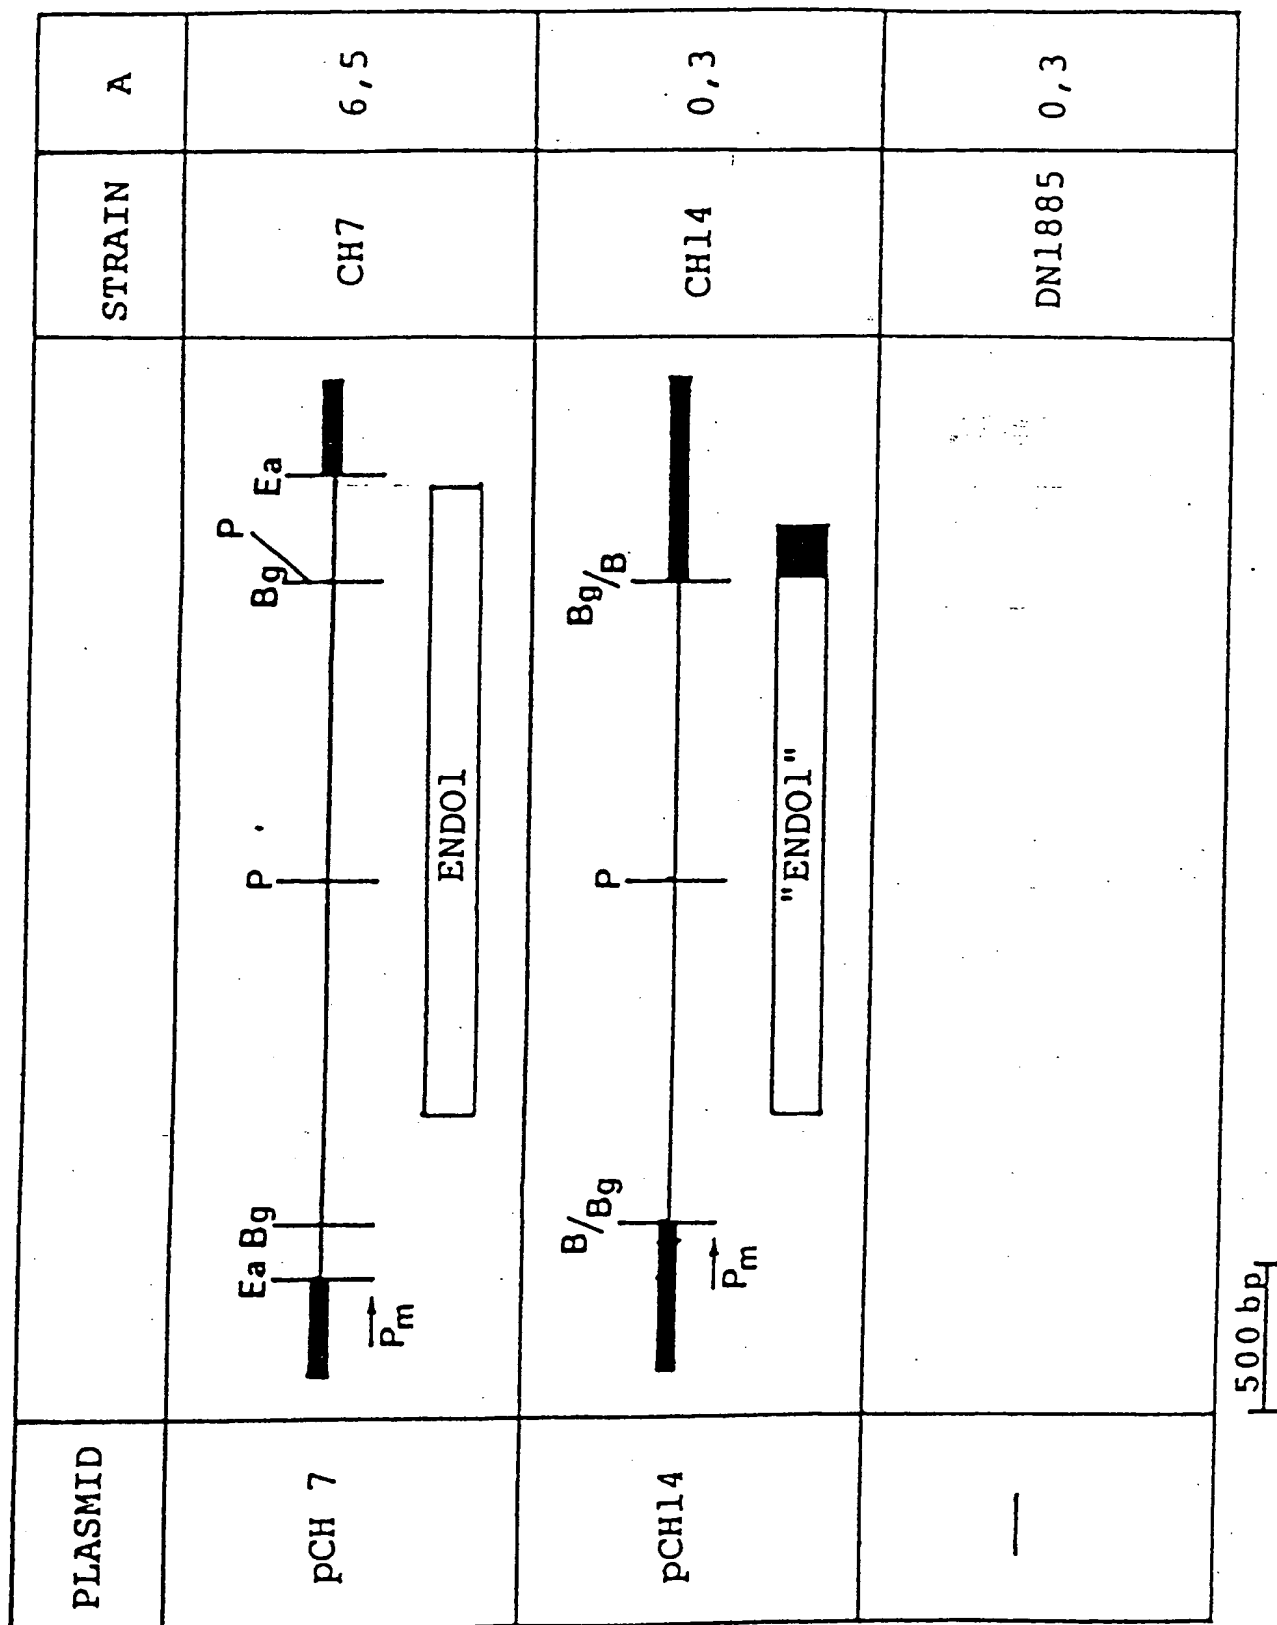 PLASMID STRAIN A
pCH 7 Ea Bg P Bg P Ea CH7 6,5
Pm
ENDO1
pCH14 B/Bg P Bg/B CH14 0,3
Pm
"ENDO1"
— DN1885 0,3
500 bp